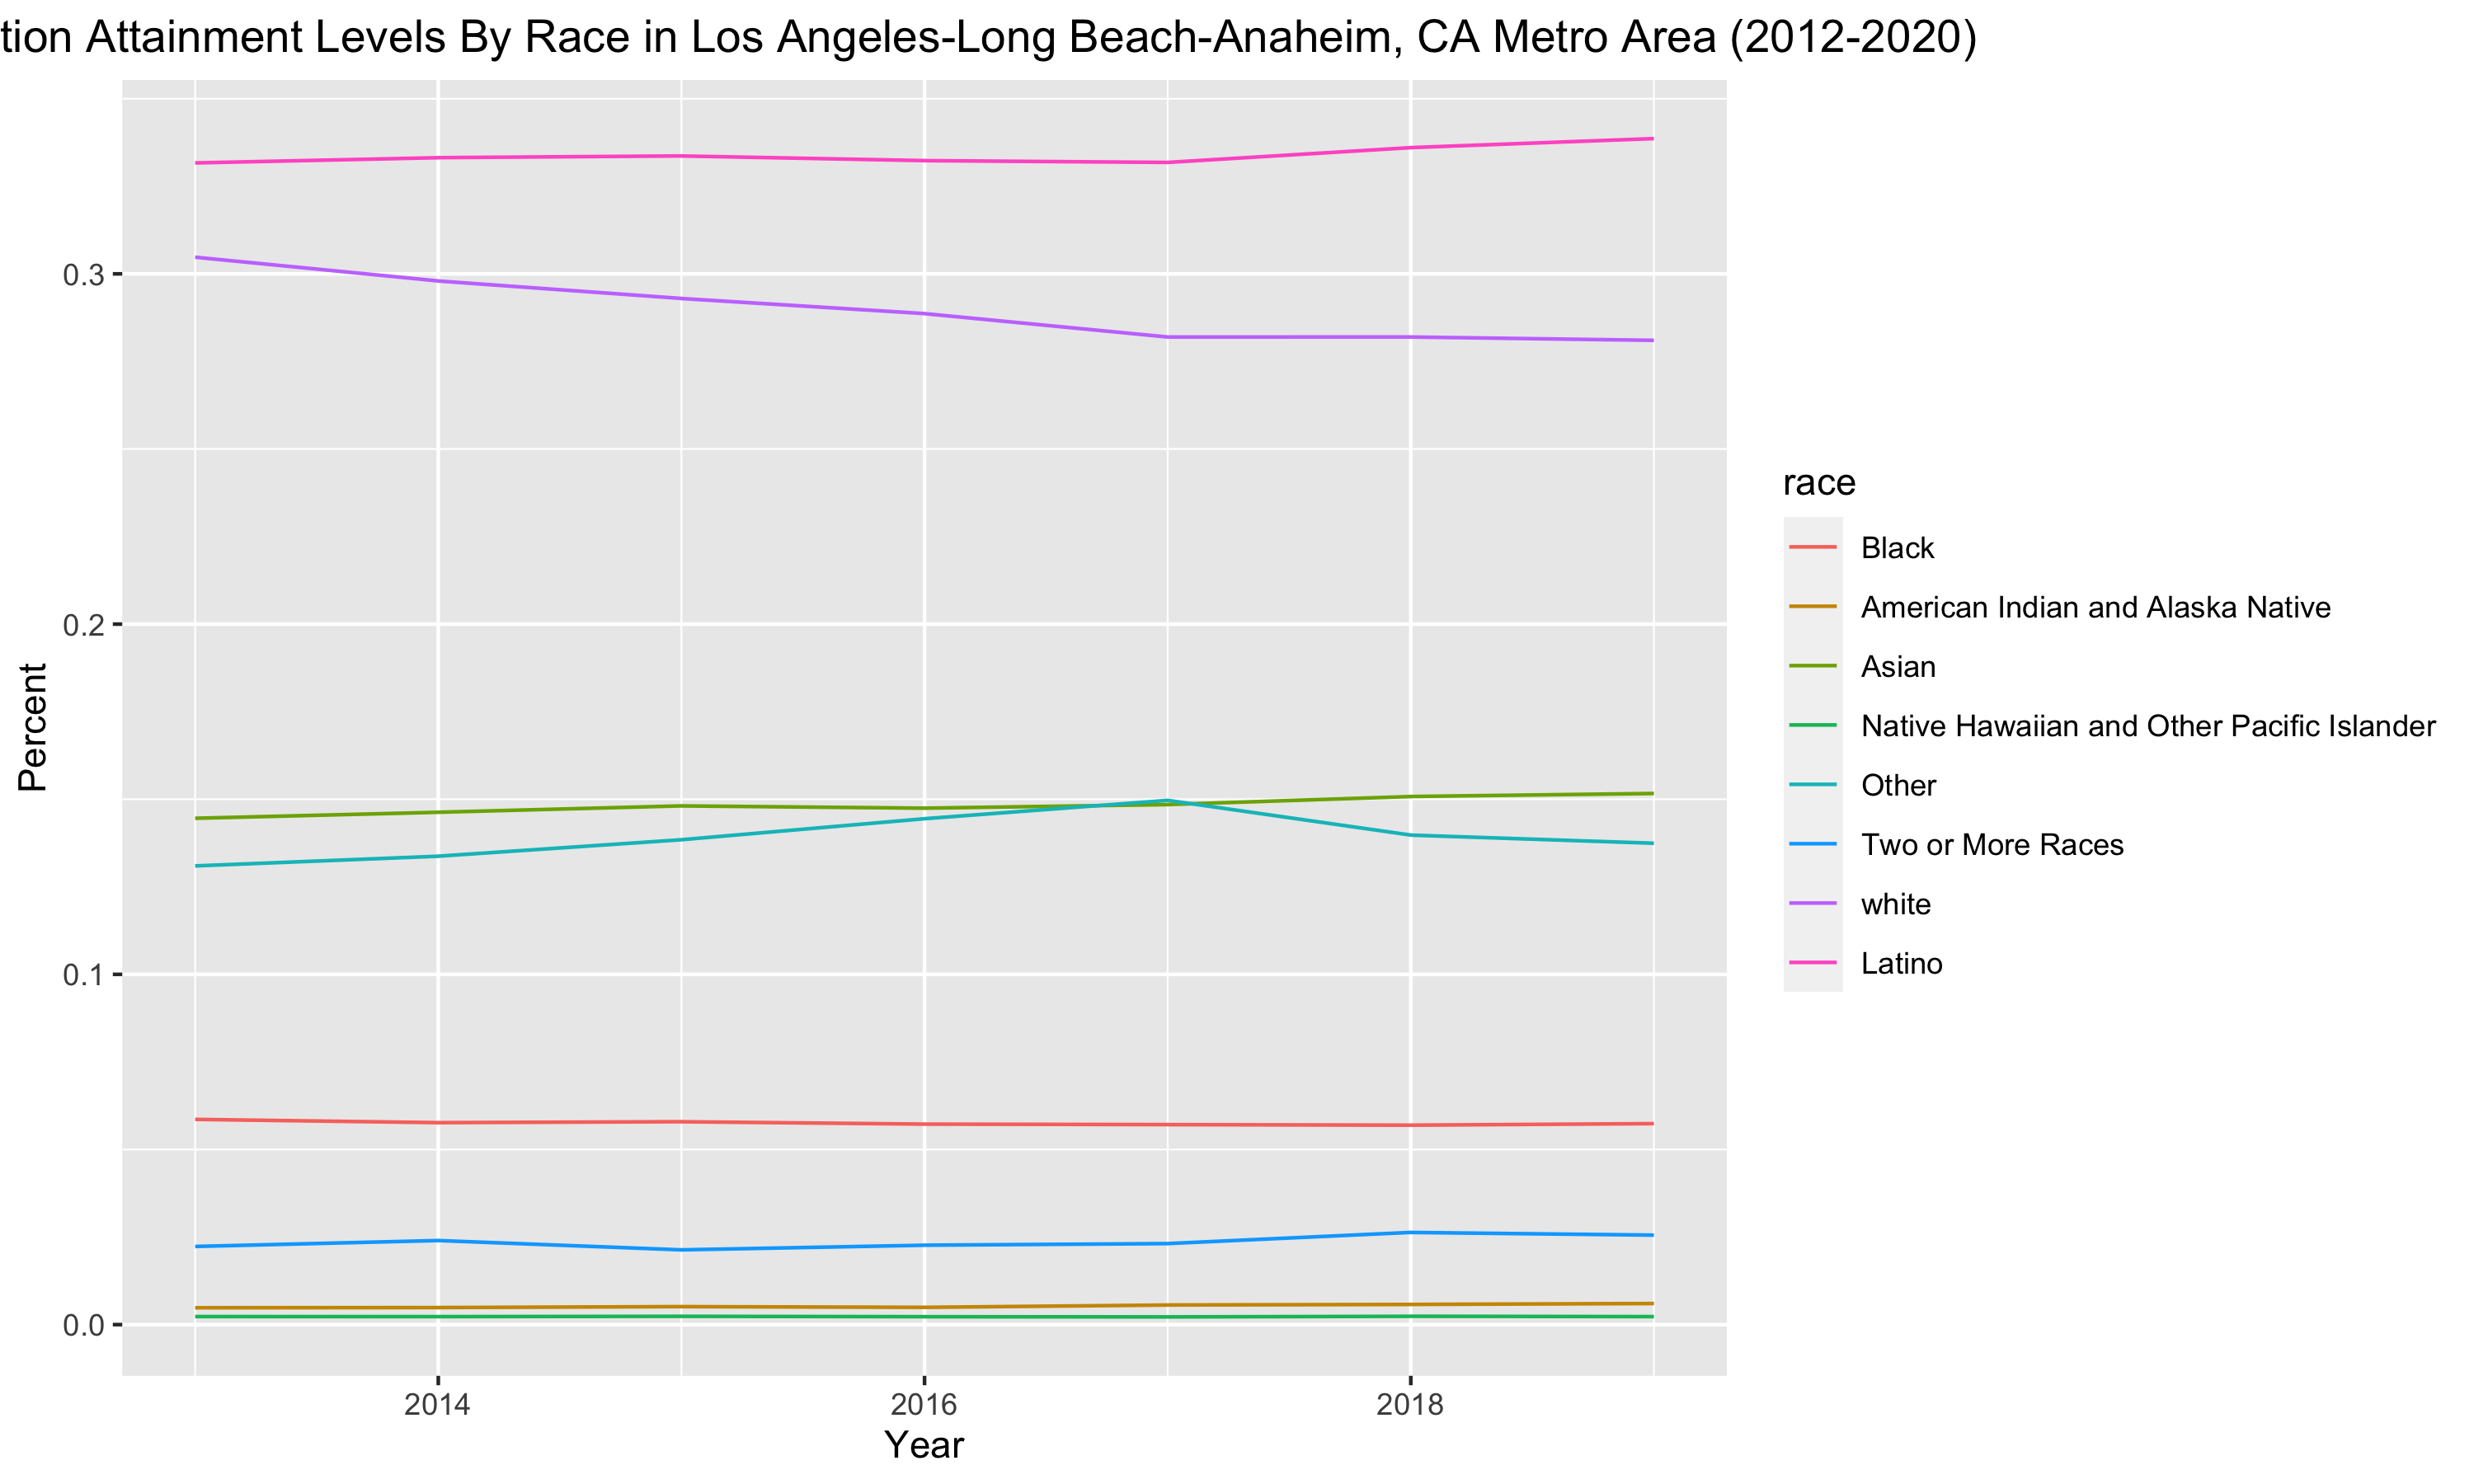 tion Attainment Levels By Race in Los Angeles-Long Beach-Anaheim, CA Metro Area (2012-2020)
0.3
0.2
0.1
0.0
Percent
2014 2016 2018
Year
race
Black
American Indian and Alaska Native
Asian
Native Hawaiian and Other Pacific Islander
Other
Two or More Races
white
Latino